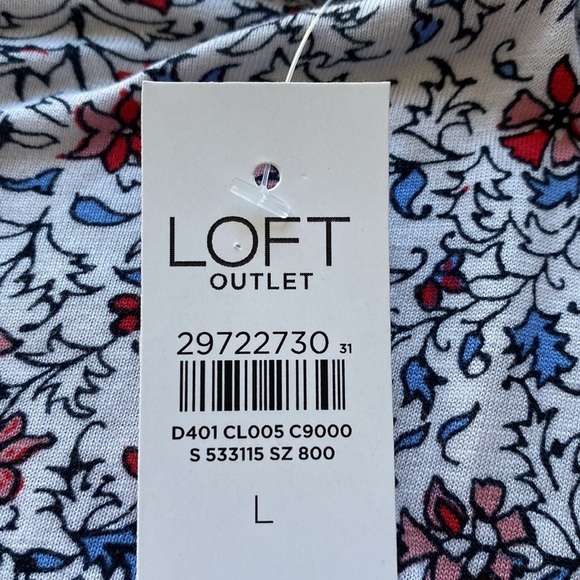 LOFT
OUTLET
29722730 31
D401 CL005 C9000
S 533115 SZ 800
L